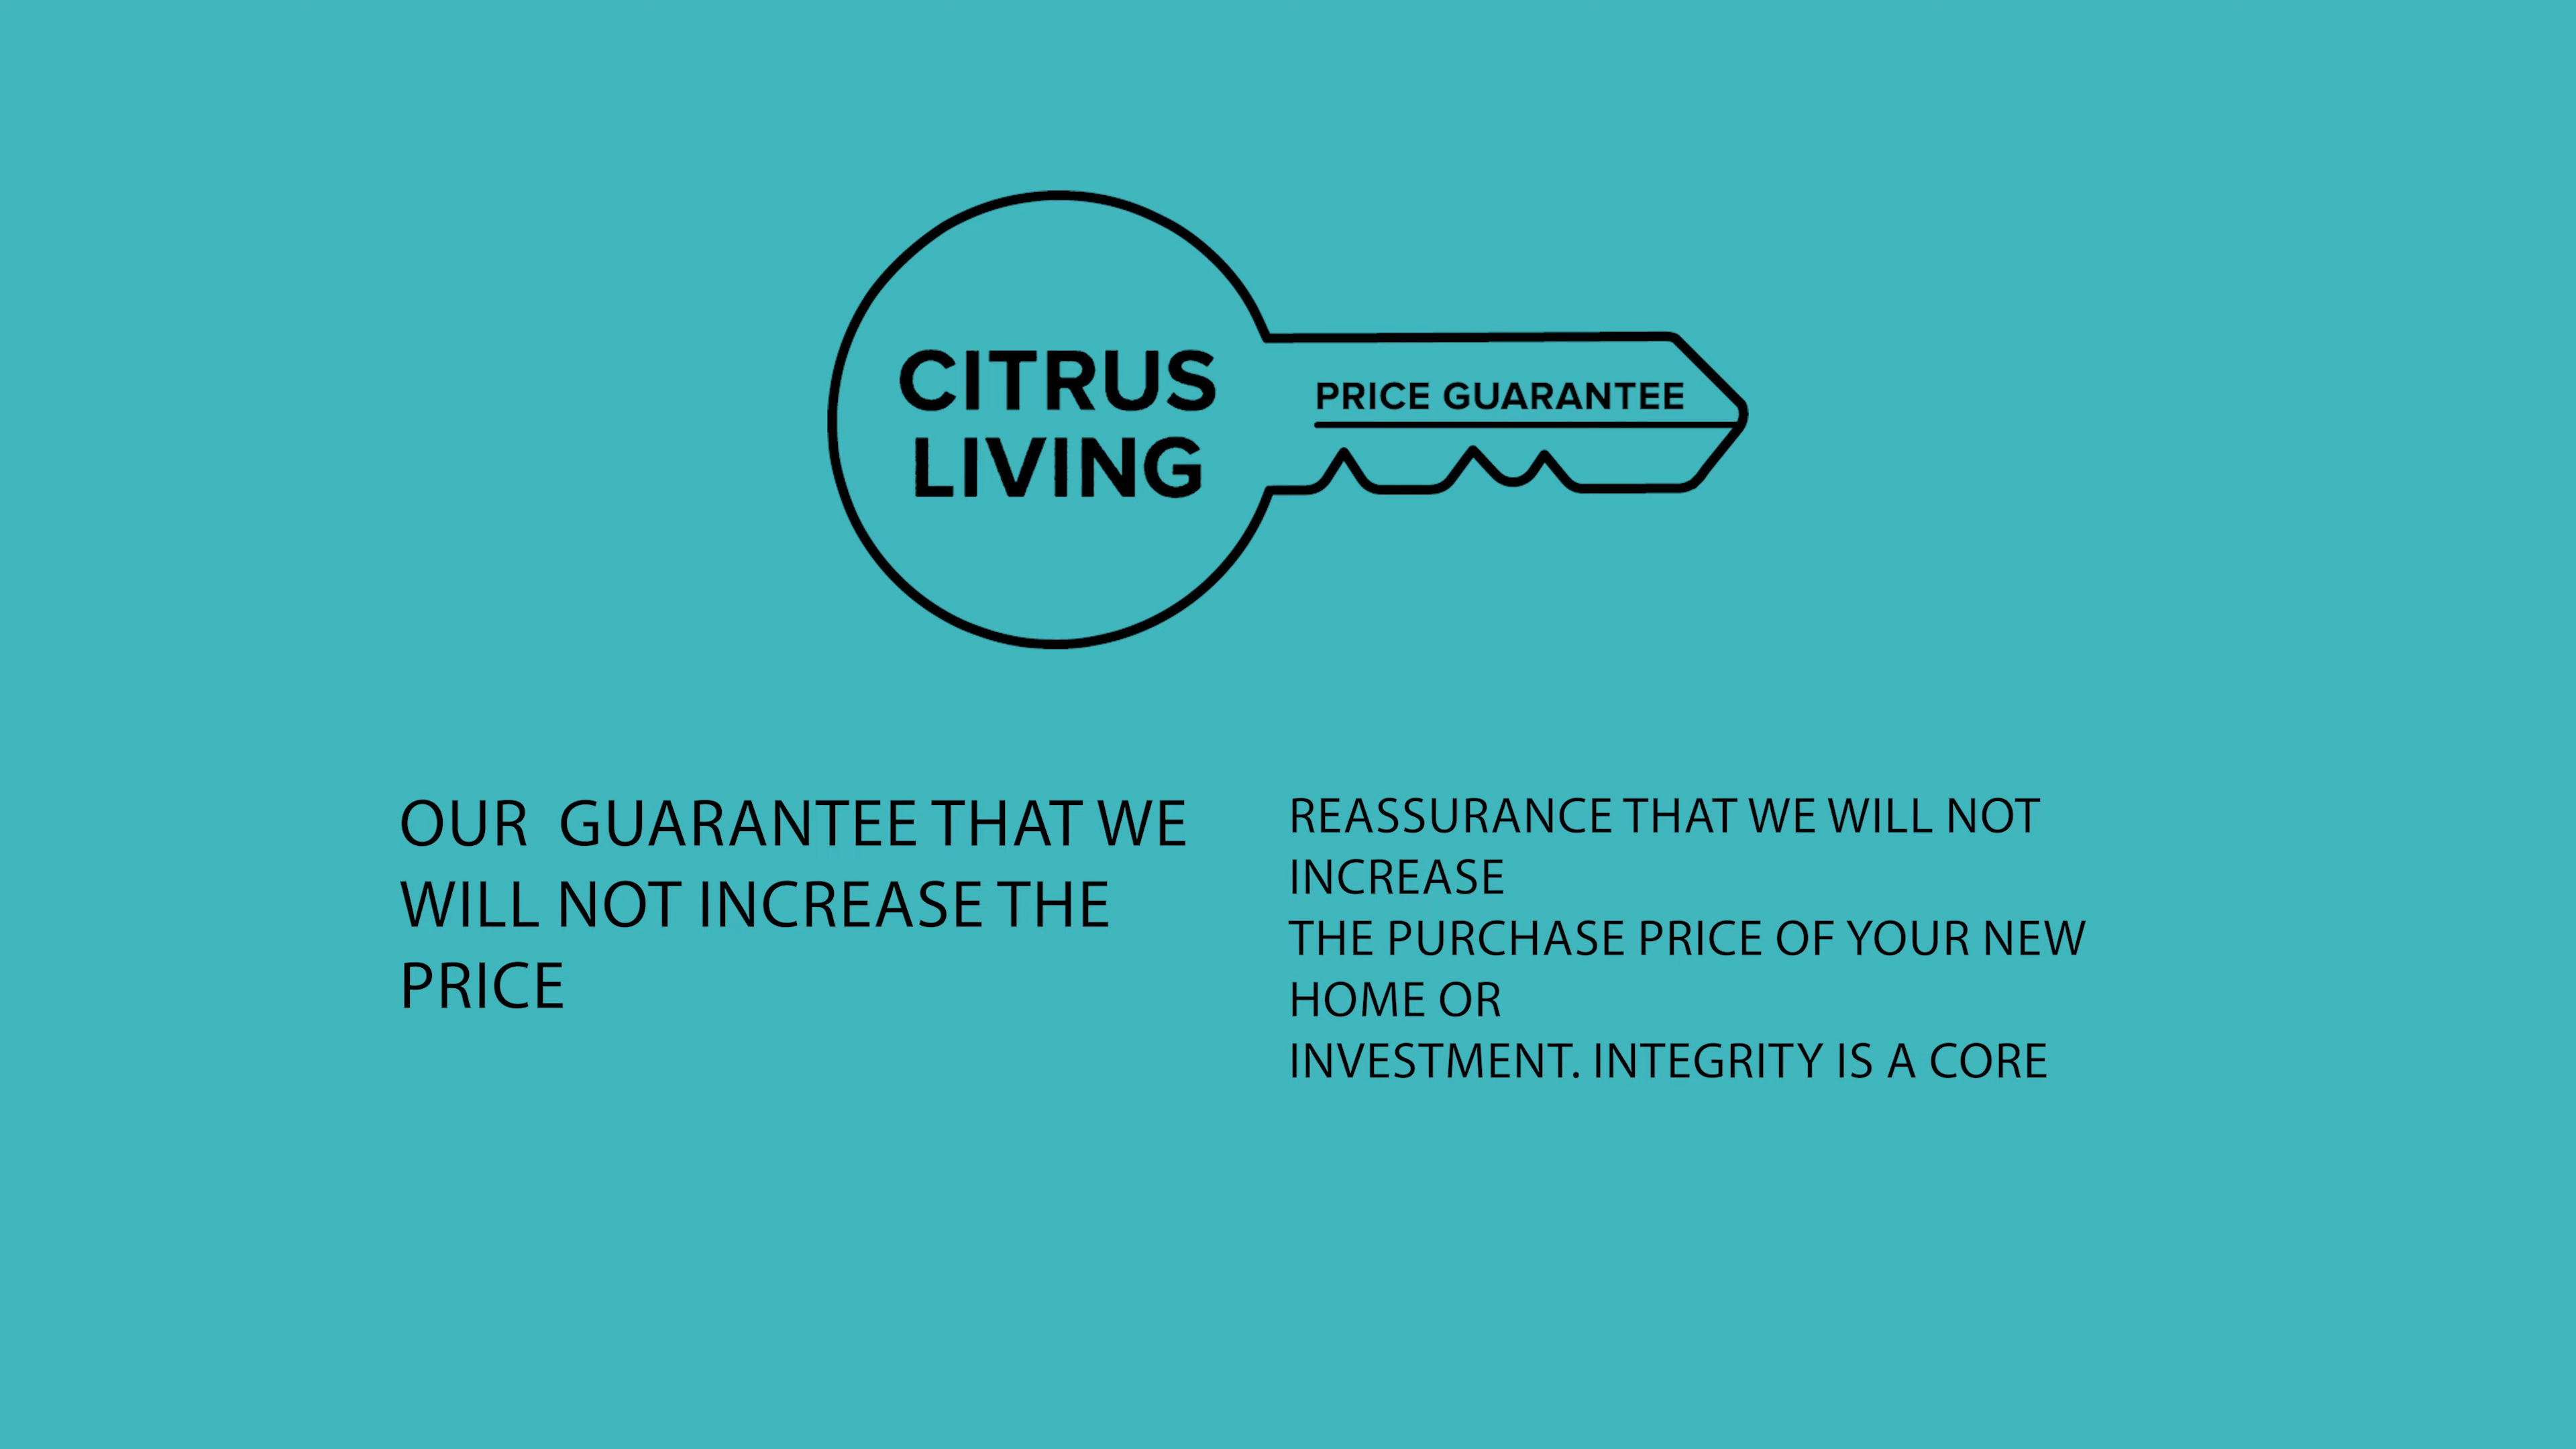 CITRUS
LIVING
PRICE GUARANTEE
OUR  GUARANTEE THAT WE
WILL NOT INCREASE THE
PRICE
REASSURANCE THAT WE WILL NOT
INCREASE
THE PURCHASE PRICE OF YOUR NEW
HOME OR
INVESTMENT. INTEGRITY IS A CORE